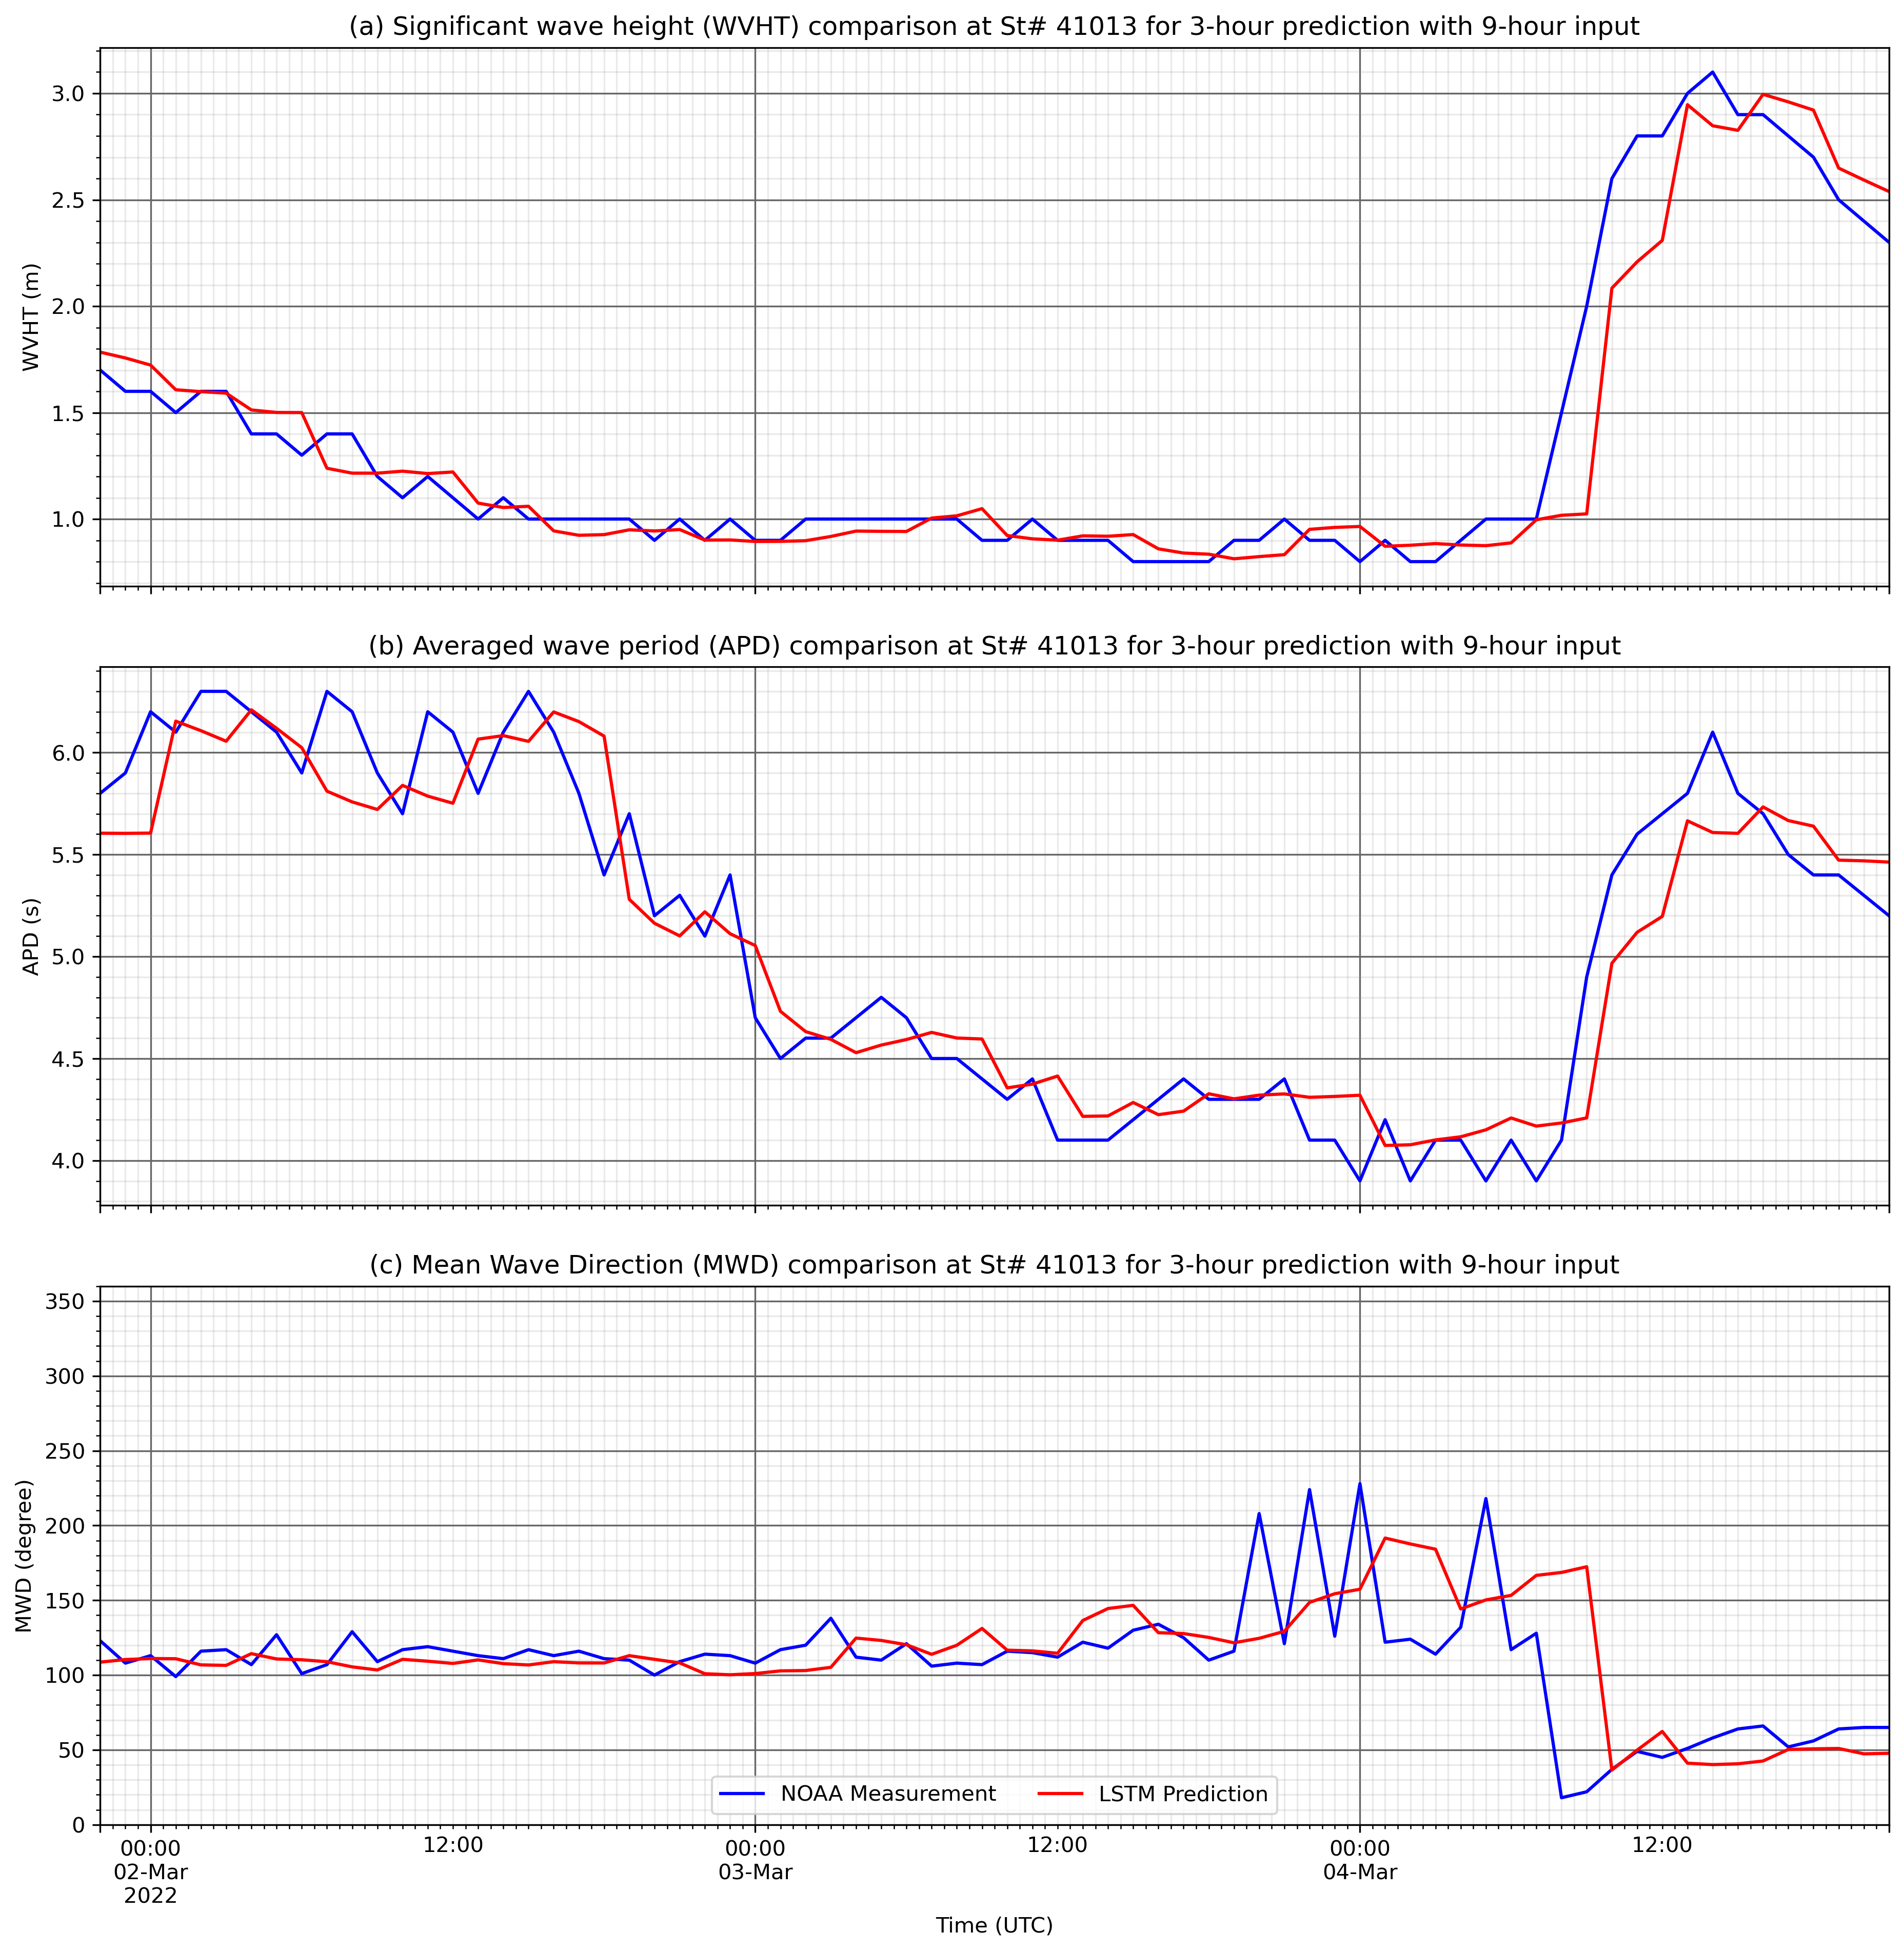 (a) Significant wave height (WVHT) comparison at St# 41013 for 3-hour prediction with 9-hour input
WVHT (m)
3.0
2.5
2.0
1.5
1.0
(b) Averaged wave period (APD) comparison at St# 41013 for 3-hour prediction with 9-hour input
APD (s)
6.0
5.5
5.0
4.5
4.0
(c) Mean Wave Direction (MWD) comparison at St# 41013 for 3-hour prediction with 9-hour input
MWD (degree)
350
300
250
200
150
100
50
0
NOAA Measurement LSTM Prediction
00:00 12:00 00:00 12:00 00:00 12:00
02-Mar 03-Mar 04-Mar
2022
Time (UTC)